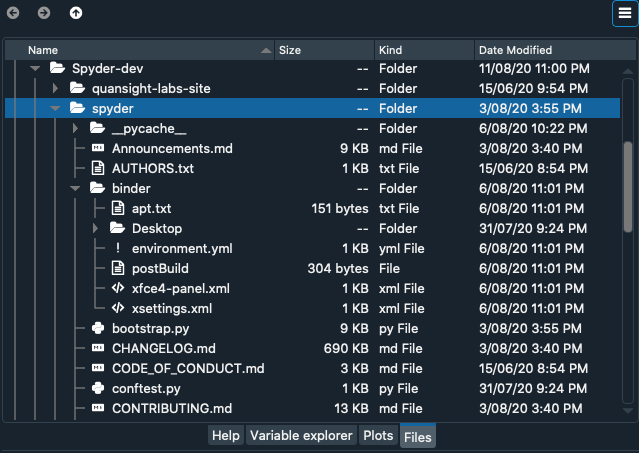 Name Size Kind Date Modified
Spyder-dev -- Folder 11/08/20 11:00 PM
quansight-labs-site -- Folder 15/06/20 9:54 PM
spyder -- Folder 3/08/20 3:55 PM
__pycache__ -- Folder 6/08/20 10:22 PM
Announcements.md 9 KB md File 3/08/20 3:40 PM
AUTHORS.txt 1 KB txt File 15/06/20 8:54 PM
binder -- Folder 6/08/20 11:01 PM
apt.txt 151 bytes txt File 6/08/20 11:01 PM
Desktop -- Folder 31/07/20 9:24 PM
environment.yml 1 KB yml File 6/08/20 11:01 PM
postBuild 304 bytes File 6/08/20 11:01 PM
xfce4-panel.xml 1 KB xml File 6/08/20 11:01 PM
xsettings.xml 1 KB xml File 6/08/20 11:01 PM
bootstrap.py 9 KB py File 3/08/20 3:55 PM
CHANGELOG.md 690 KB md File 3/08/20 3:40 PM
CODE_OF_CONDUCT.md 3 KB md File 15/06/20 8:54 PM
conftest.py 1 KB py File 31/07/20 9:24 PM
CONTRIBUTING.md 13 KB md File 3/08/20 3:40 PM
Help Variable explorer Plots Files